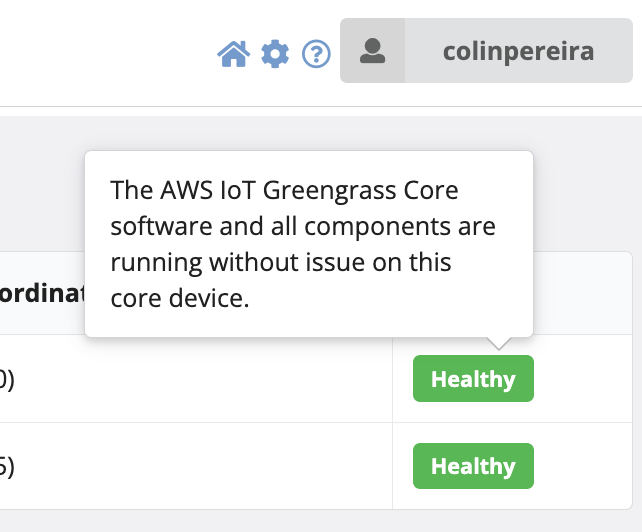 colinpereira
The AWS IoT Greengrass Core
software and all components are
running without issue on this
core device.
0)
Healthy
5)
Healthy